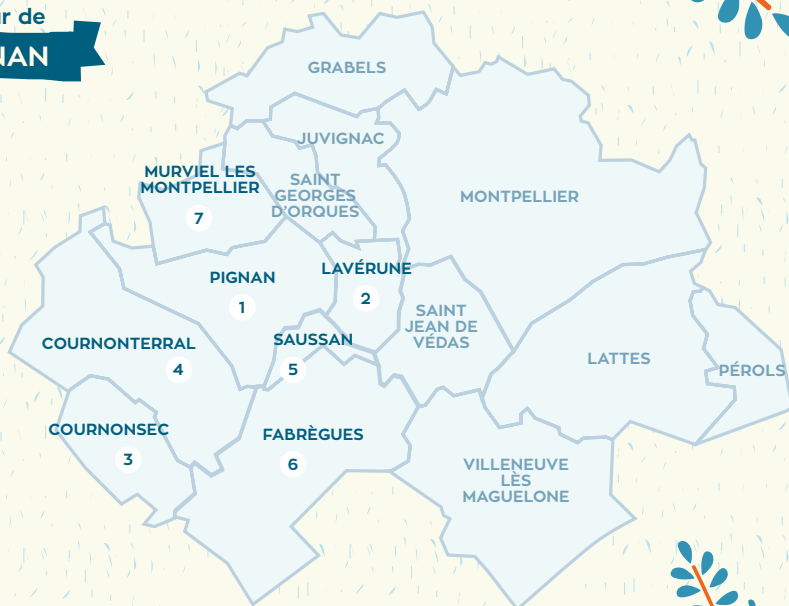 r de
NAN
GRABELS
JUVIGNAC
MURVIEL LES
MONTPELLIER
7
SAINT
GEORGES
D'ORQUES
MONTPELLIER
PIGNAN
1
LAVÉRUNE
2
SAINT
JEAN DE
VÉDAS
COURNONTERRAL
4
SAUSSAN
5
LATTES
PÉROLS
COURNONSEC
3
FABRÈGUES
6
VILLENEUVE
LÈS
MAGUELONE